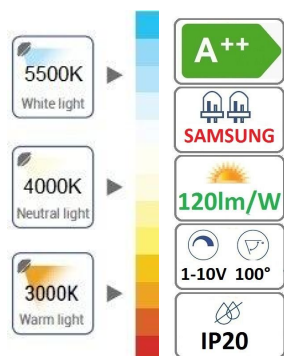 5500K
White light
4000K
Neutral light
3000K
Warm light
A++
SAMSUNG
120lm/W
1-10V 100°
IP20